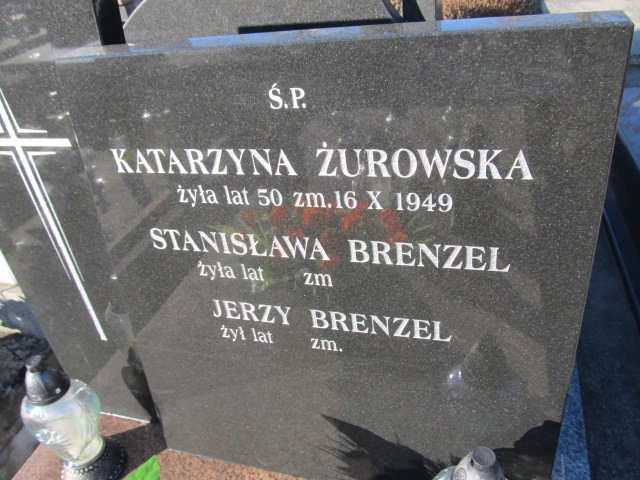 Ś.P.
KATARZYNA ŻUROWSKA
żyła lat 50 zm.16 X 1949
STANISŁAWA BRENZEL
żyła lat zm
JERZY BRENZEL
żył lat zm.